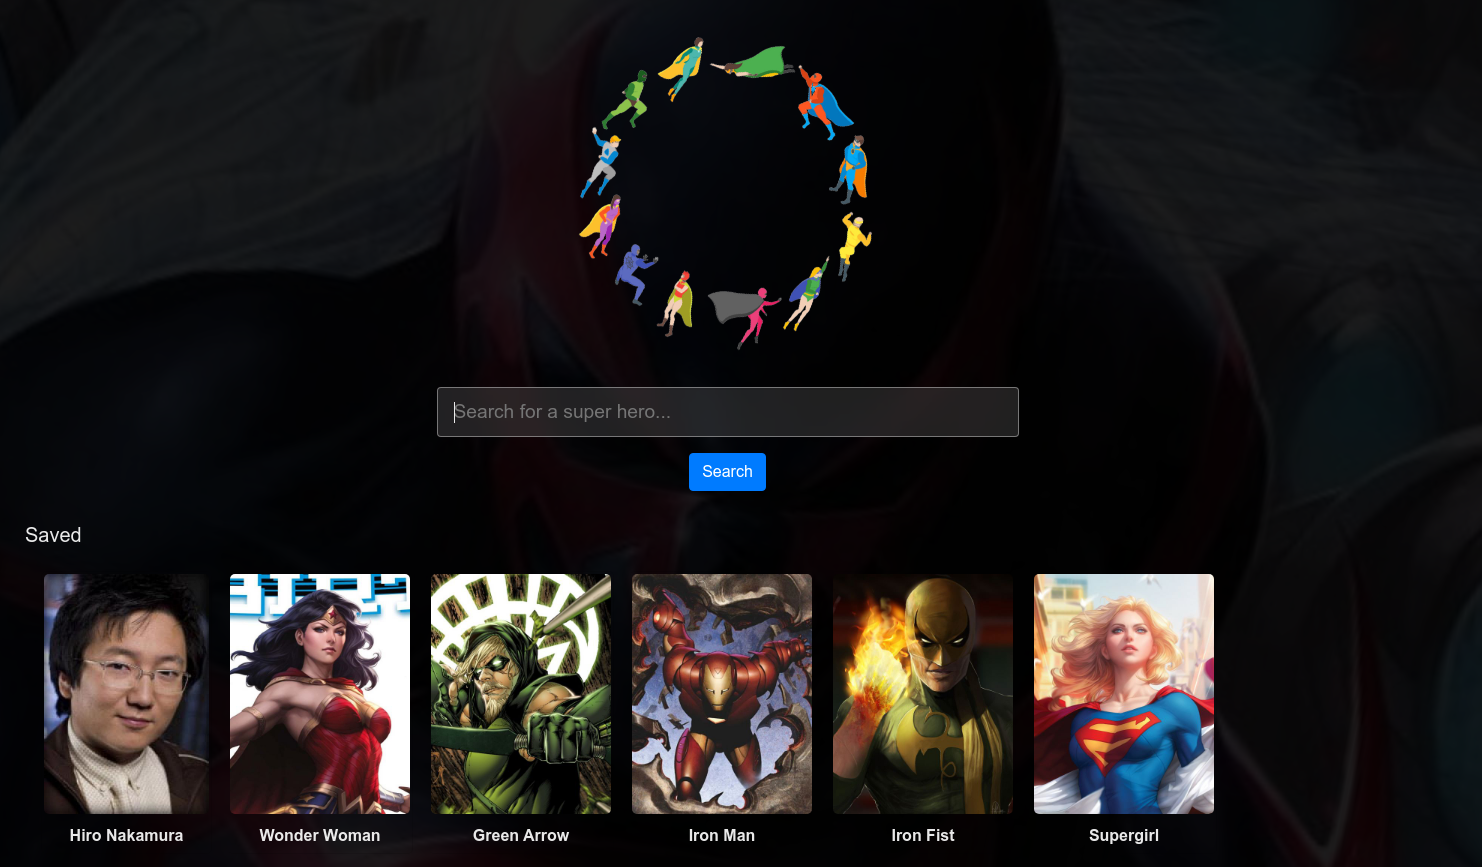 Search for a super hero...
Search
Saved
Hiro Nakamura
Wonder Woman
Green Arrow
Iron Man
Iron Fist
Supergirl